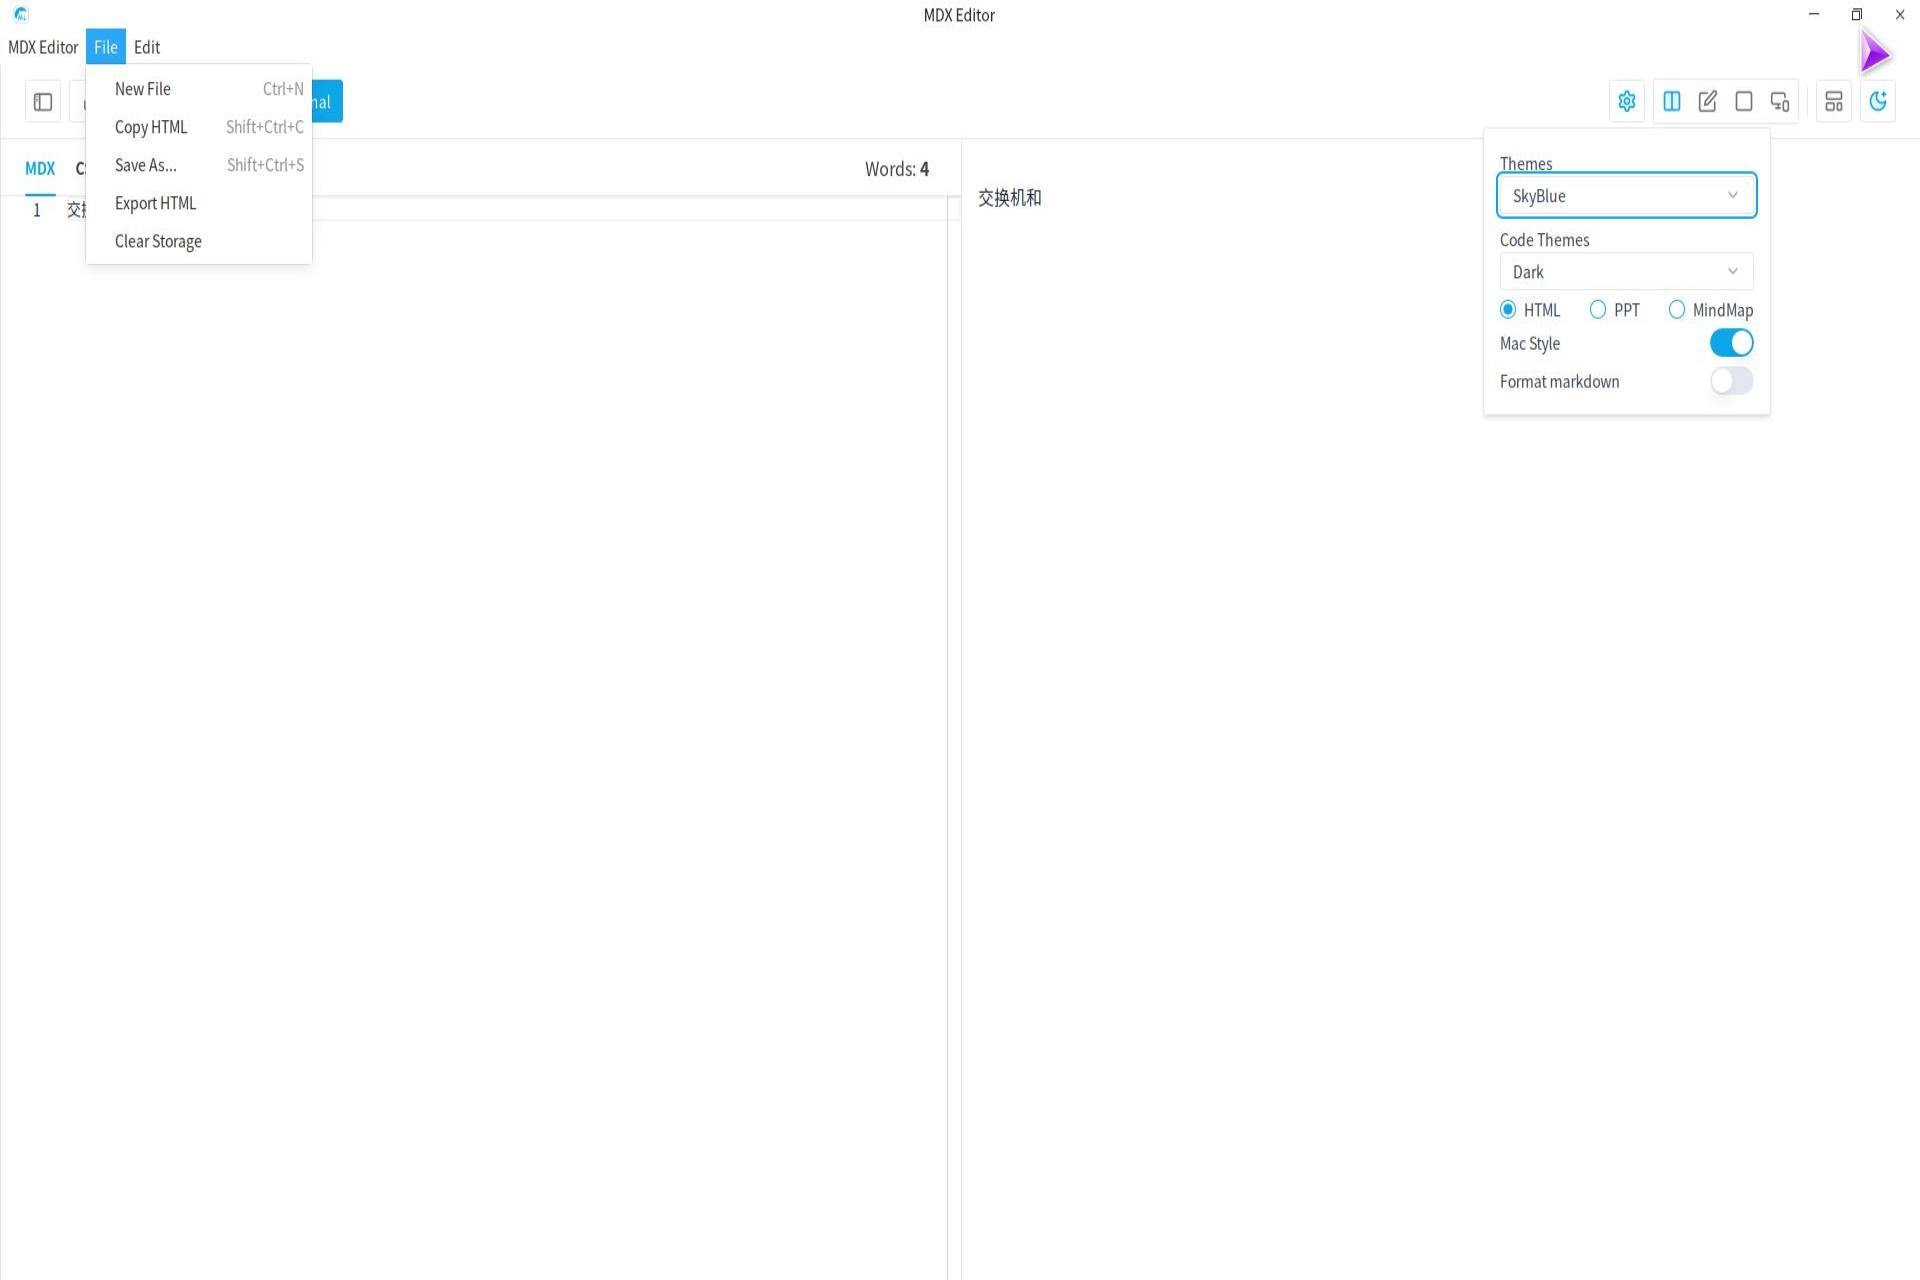 MDX Editor
MDX Editor File Edit
New File Ctrl+N
Copy HTML Shift+Ctrl+C
Save As... Shift+Ctrl+S
Export HTML
Clear Storage
MDX
Words: 4
1
交换机和
Themes
SkyBlue
Code Themes
Dark
HTML PPT MindMap
Mac Style
Format markdown